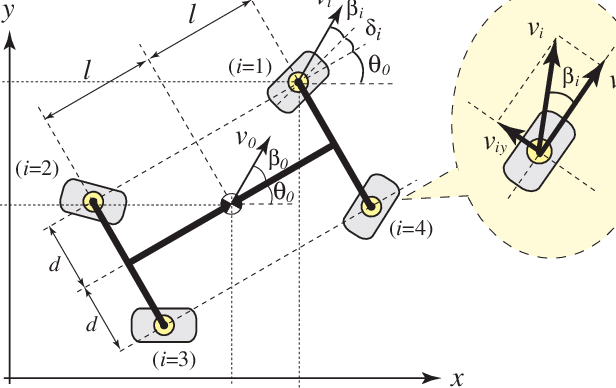 y
l
l
v_i
β_i
δ_i
θ_0
(i=1)
v_0
β_0
θ_0
(i=2)
(i=4)
d
d
(i=3)
x
v_i
β_i
v
v_iy